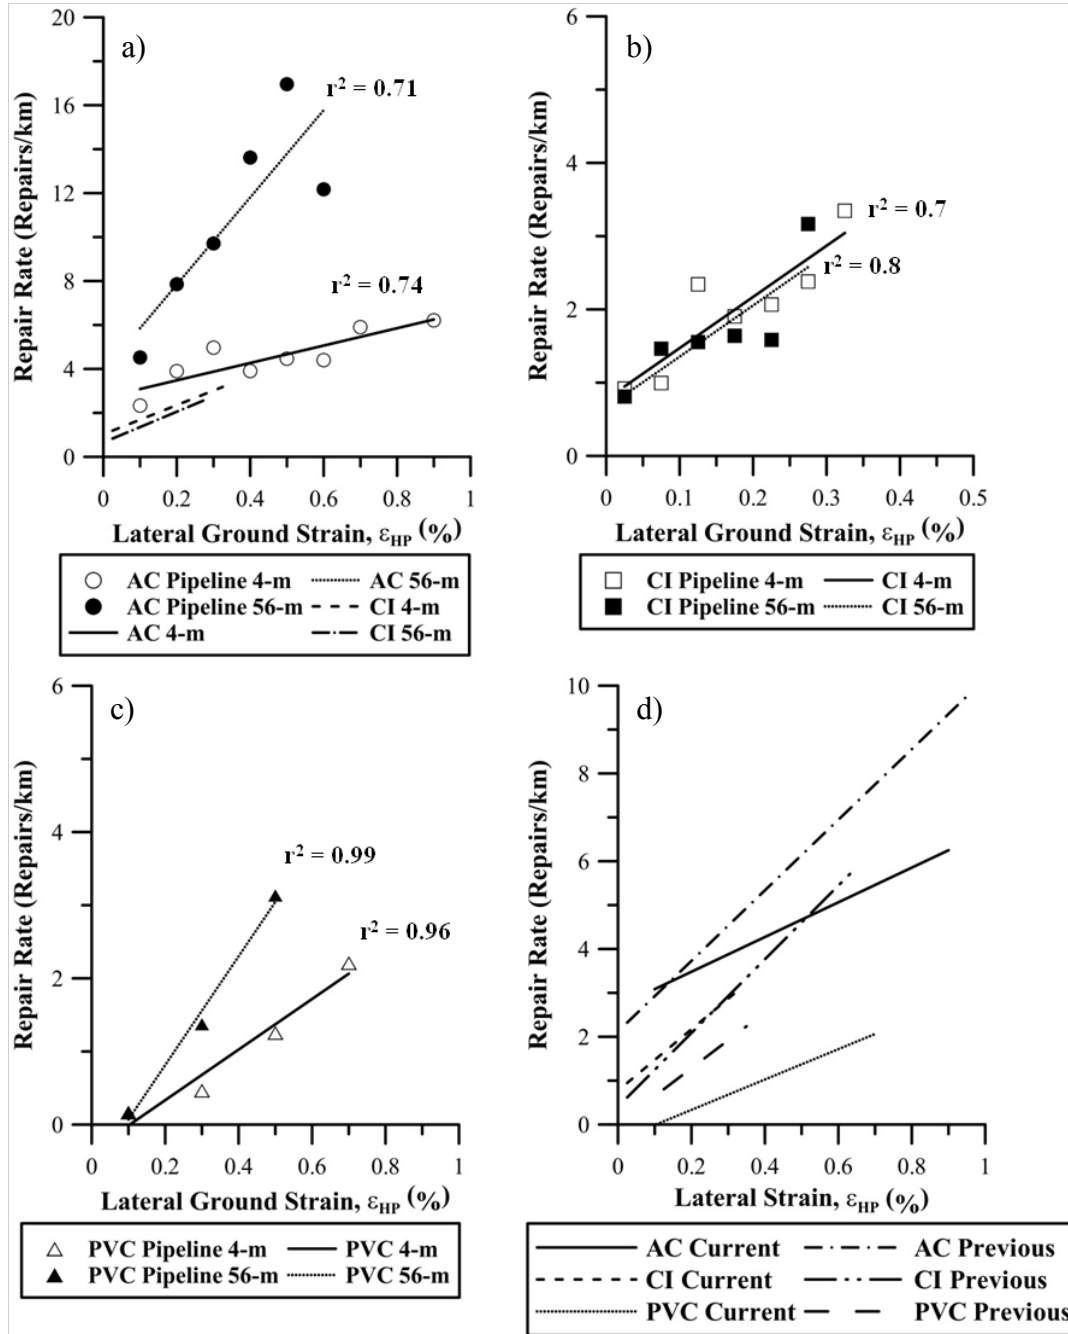 a)
Repair Rate (Repairs/km)
20
16
12
8
4
0
r² = 0.71
r² = 0.74
0 0.2 0.4 0.6 0.8 1
Lateral Ground Strain, εHP (%)
AC Pipeline 4-m AC 56-m
AC Pipeline 56-m CI 4-m
AC 4-m CI 56-m
b)
Repair Rate (Repairs/km)
6
4
2
0
r² = 0.7
r² = 0.8
0 0.1 0.2 0.3 0.4 0.5
Lateral Ground Strain, εHP (%)
CI Pipeline 4-m CI 4-m
CI Pipeline 56-m CI 56-m
c)
Repair Rate (Repairs/km)
6
4
2
0
r² = 0.99
r² = 0.96
0 0.2 0.4 0.6 0.8 1
Lateral Ground Strain, εHP (%)
PVC Pipeline 4-m PVC 4-m
PVC Pipeline 56-m PVC 56-m
d)
Repair Rate (Repairs/km)
10
8
6
4
2
0
0 0.2 0.4 0.6 0.8 1
Lateral Strain, εHP (%)
AC Current AC Previous
CI Current CI Previous
PVC Current PVC Previous